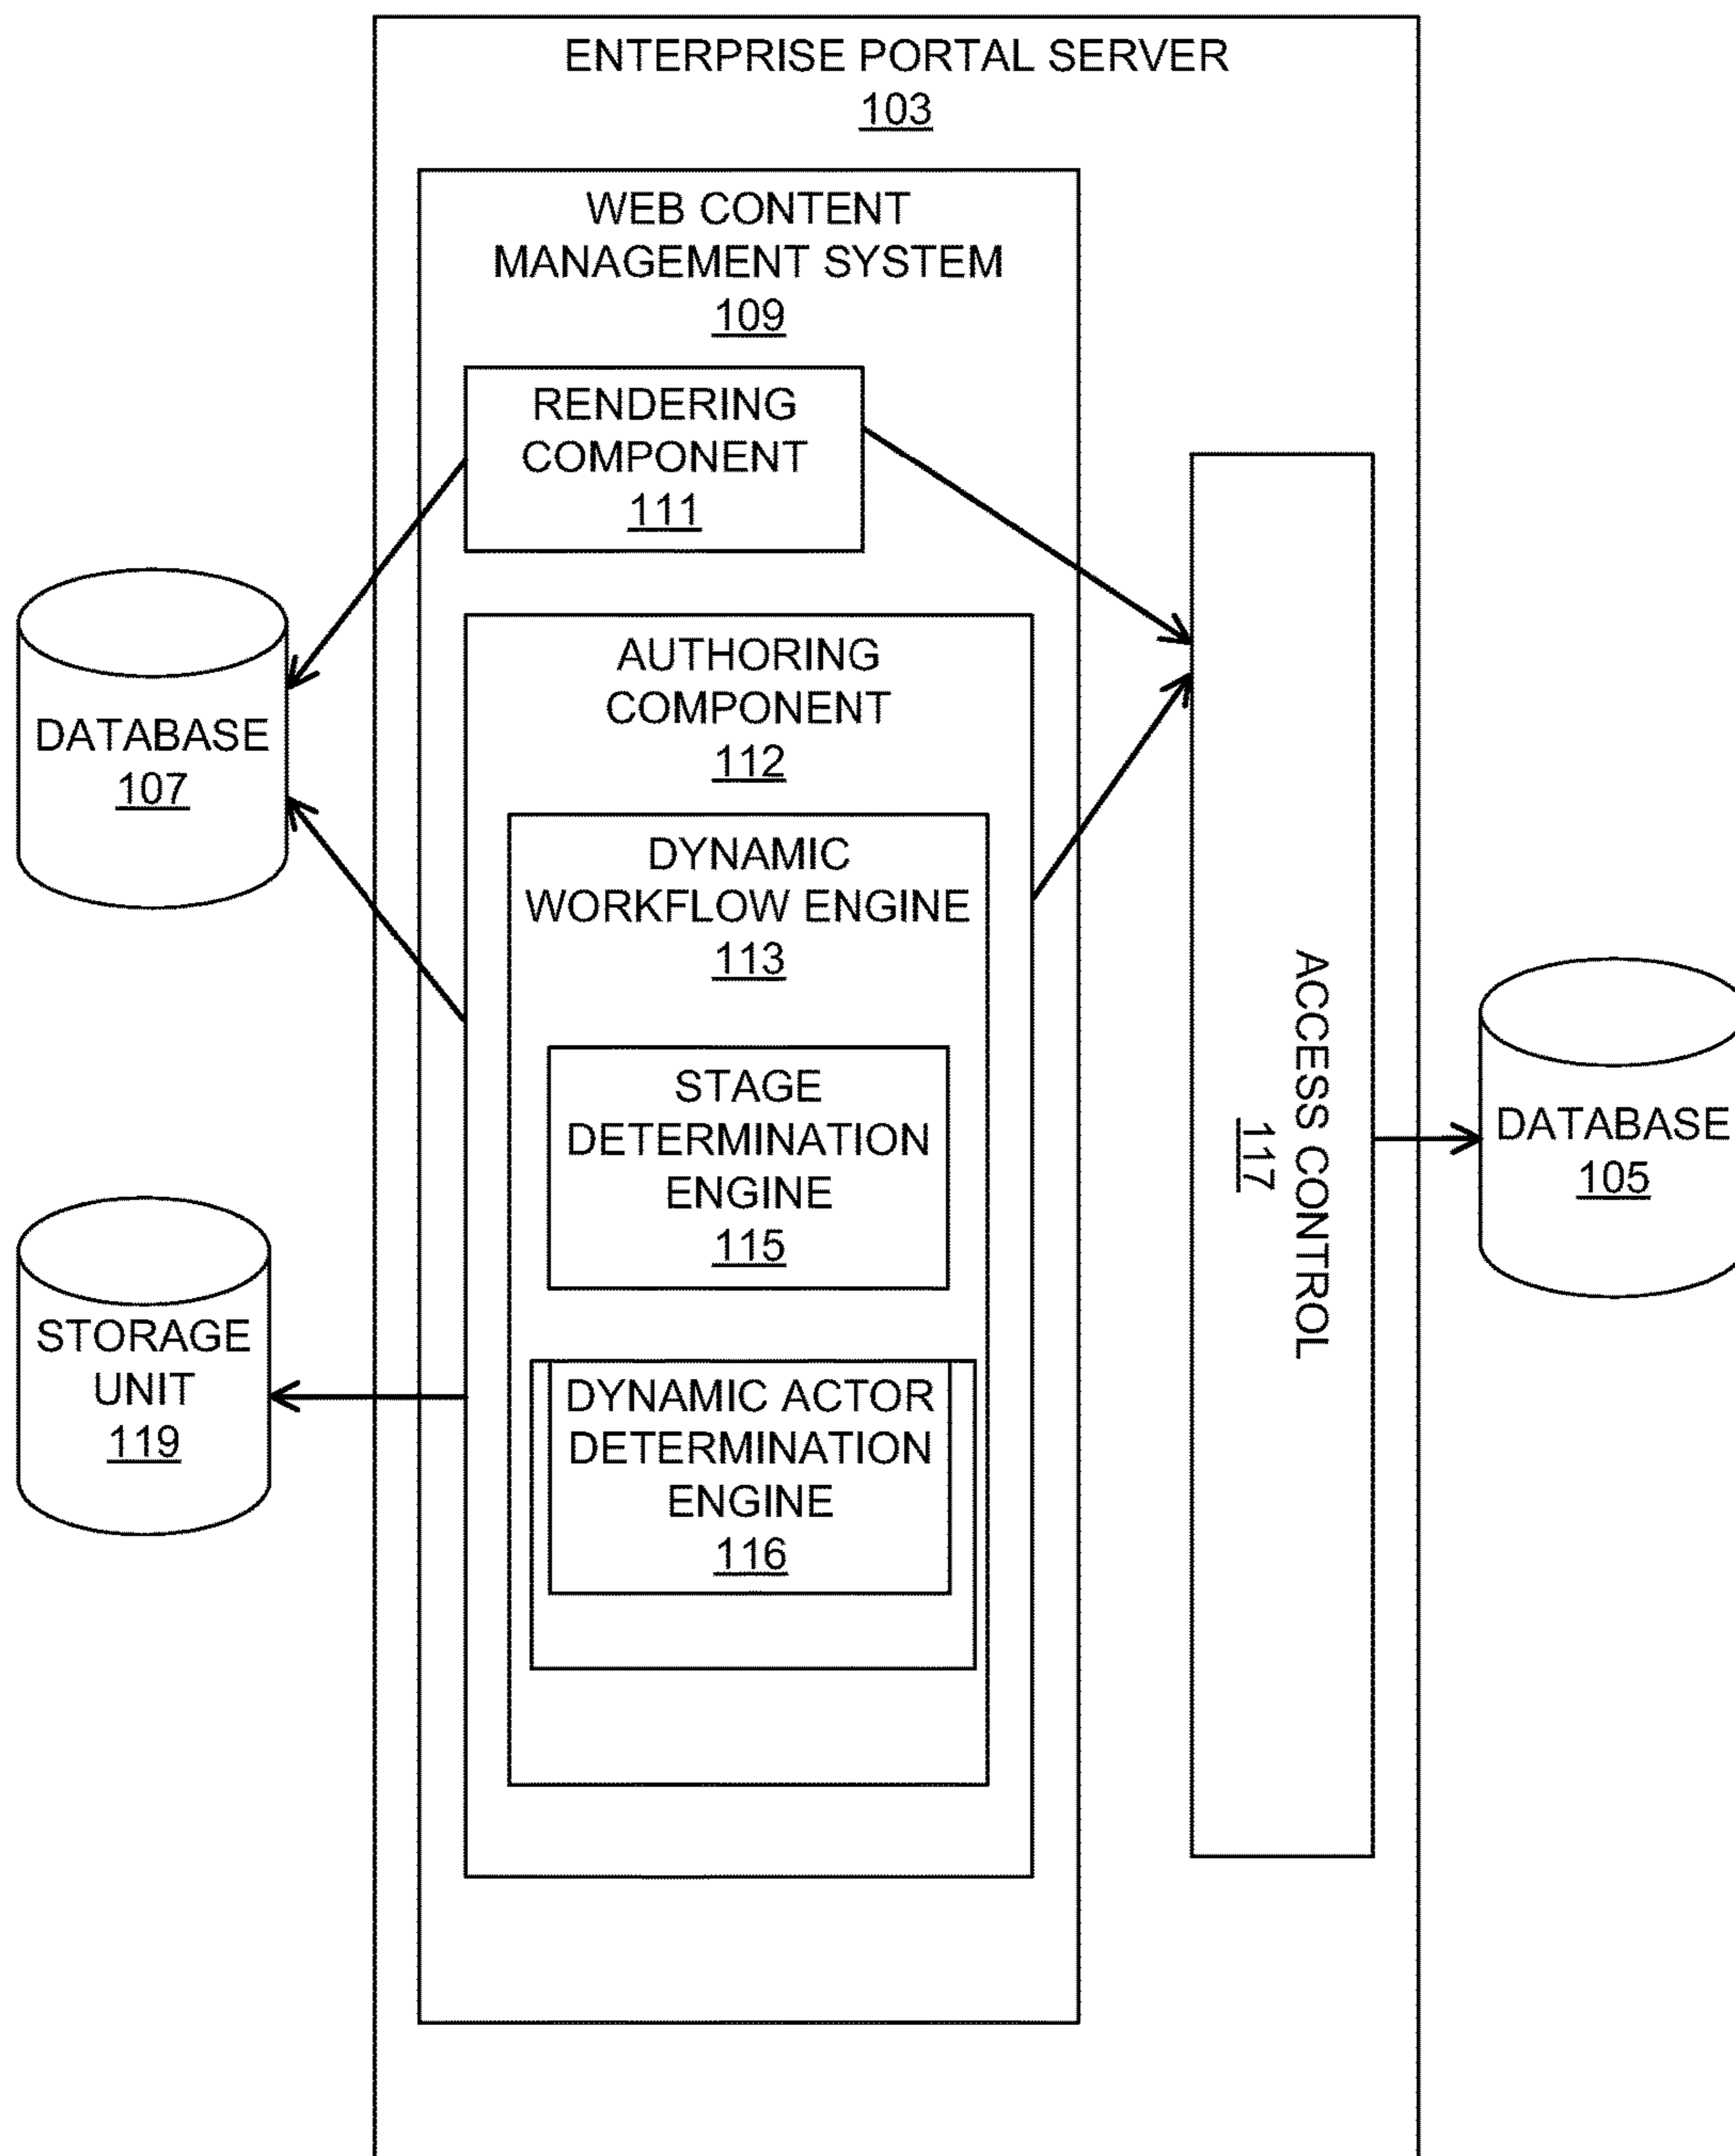 ENTERPRISE PORTAL SERVER
103
WEB CONTENT
MANAGEMENT SYSTEM
109
RENDERING
COMPONENT
111
AUTHORING
COMPONENT
112
DYNAMIC
WORKFLOW ENGINE
113
STAGE
DETERMINATION
ENGINE
115
DYNAMIC ACTOR
DETERMINATION
ENGINE
116
DATABASE
107
STORAGE
UNIT
119
ACCESS CONTROL
117
DATABASE
105